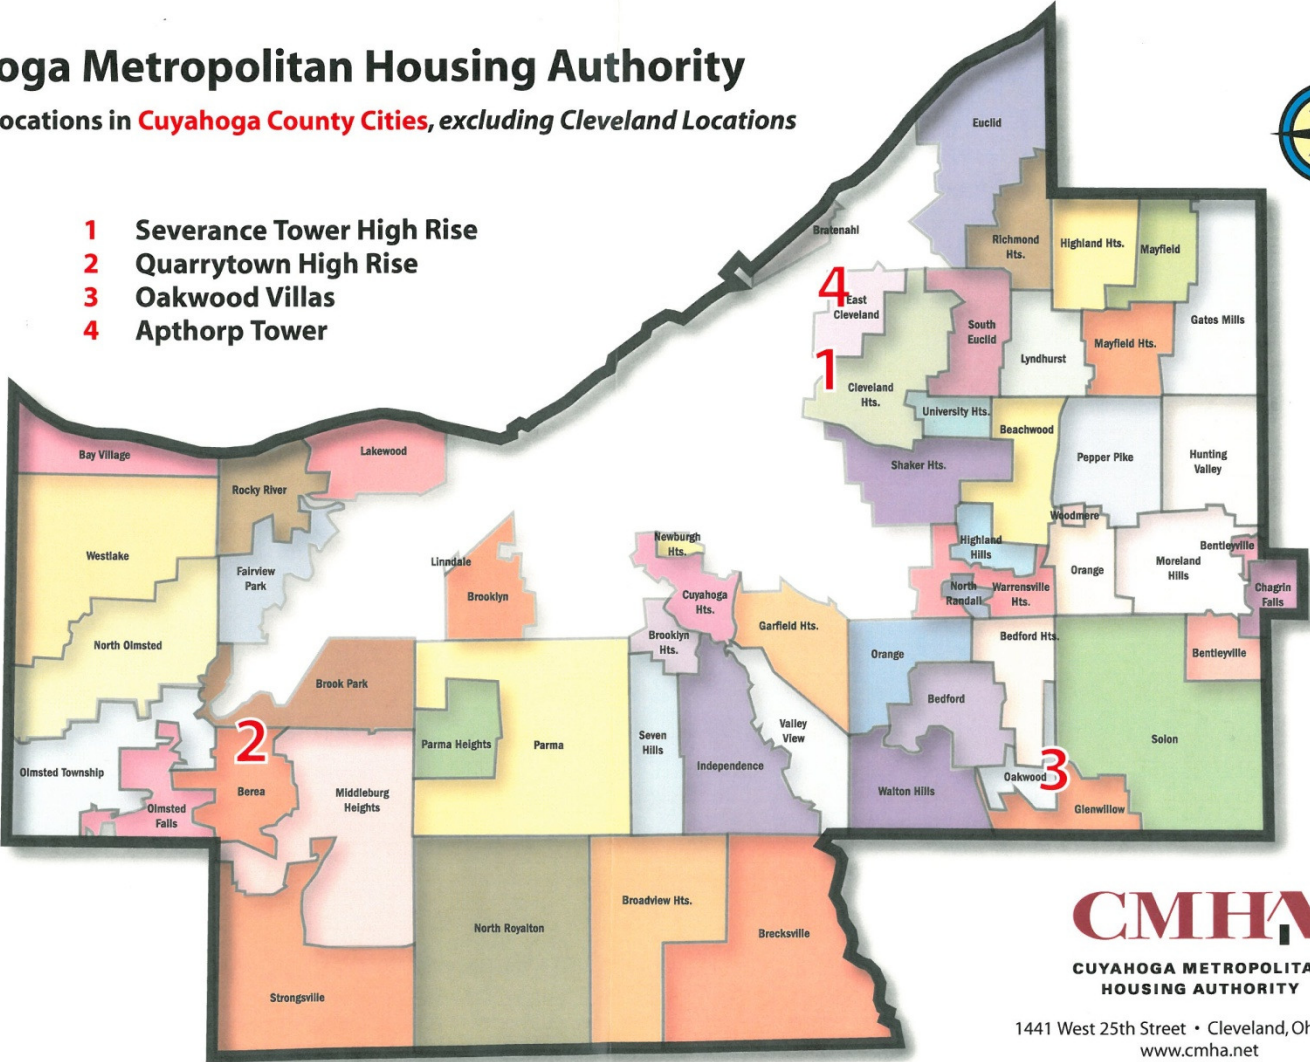 oga Metropolitan Housing Authority
ocations in Cuyahoga County Cities, excluding Cleveland Locations
1 Severance Tower High Rise
2 Quarrytown High Rise
3 Oakwood Villas
4 Apthorp Tower
Euclid
Bratenahl
Richmond
Hts.
Highland Hts.
Mayfield
4
East
Cleveland
South
Euclid
Gates Mills
Lyndhurst
Mayfield Hts.
1
Cleveland
Hts.
University Hts.
Beachwood
Bay Village
Lakewood
Rocky River
Shaker Hts.
Pepper Pike
Hunting
Valley
Woodmere
Westlake
Fairview
Park
Linndale
Brooklyn
Newburgh
Hts.
Cuyahoga
Hts.
Highland
Hills
North
Randall
Warrensville
Hts.
Orange
Moreland
Hills
Bentleyville
Chagrin
Falls
North Olmsted
Brook Park
Brooklyn
Hts.
Garfield Hts.
Orange
Bedford Hts.
Bentleyville
Bedford
2
Parma Heights
Parma
Seven
Hills
Independence
Valley
View
Solon
Olmsted Township
Olmsted
Falls
Berea
Middleburg
Heights
Walton Hills
Oakwood
3
Glenwillow
North Royalton
Broadview Hts.
Brecksville
Strongsville
CMHA
CUYAHOGA METROPOLITA
HOUSING AUTHORITY
1441 West 25th Street • Cleveland, Oh
www.cmha.net